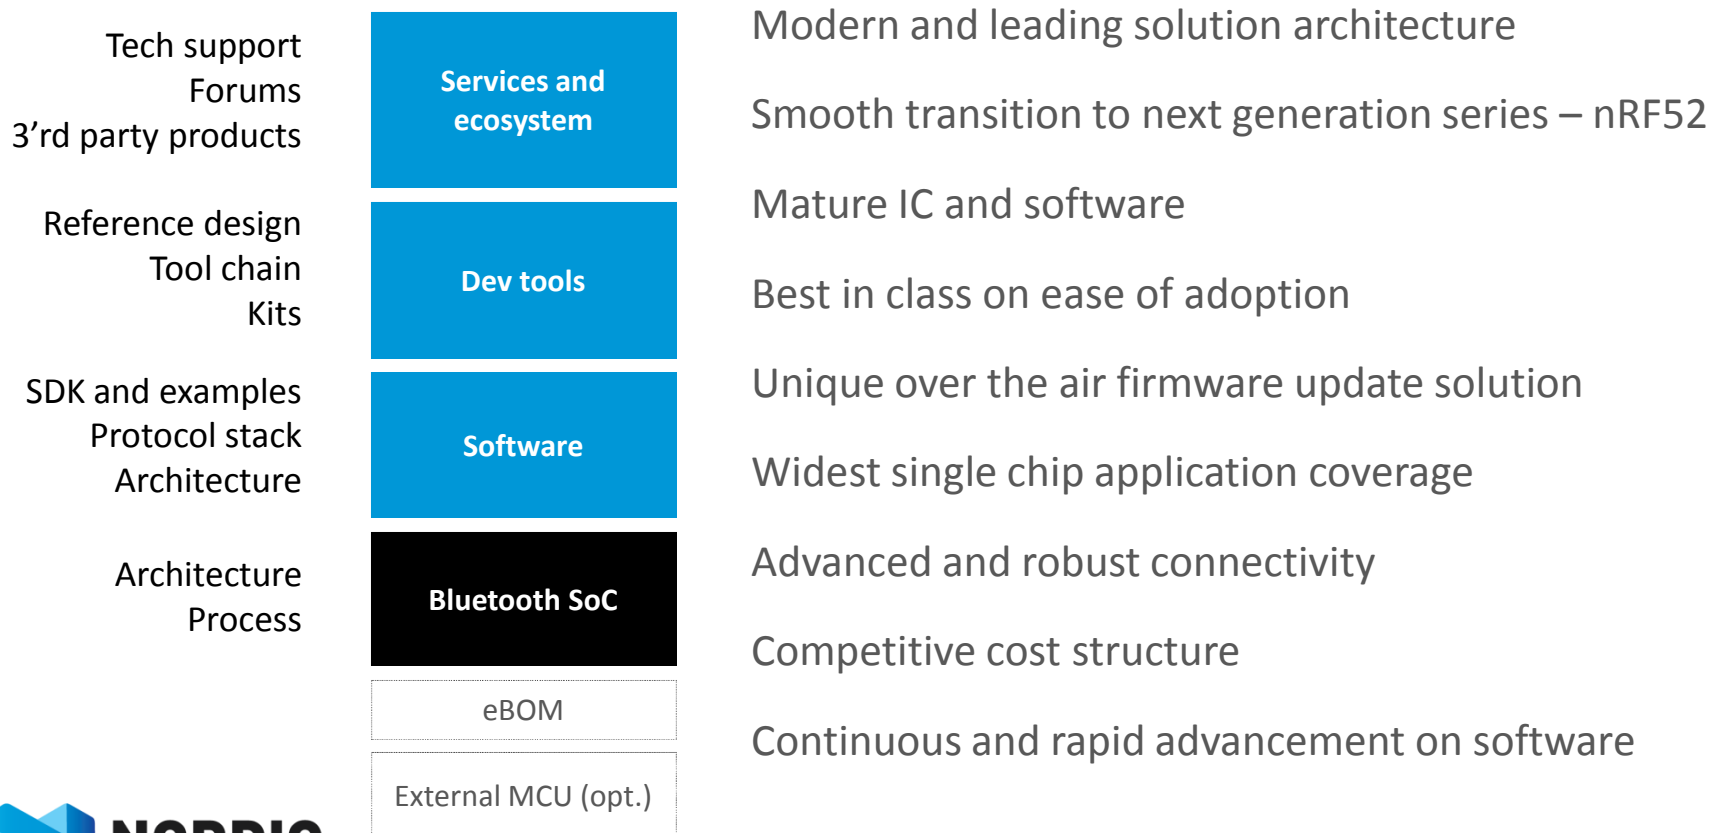 Tech support
Forums
3’rd party products
Services and
ecosystem
Reference design
Tool chain
Kits
Dev tools
SDK and examples
Protocol stack
Architecture
Software
Architecture
Process
Bluetooth SoC
eBOM
External MCU (opt.)
Modern and leading solution architecture
Smooth transition to next generation series – nRF52
Mature IC and software
Best in class on ease of adoption
Unique over the air firmware update solution
Widest single chip application coverage
Advanced and robust connectivity
Competitive cost structure
Continuous and rapid advancement on software
NORDIC